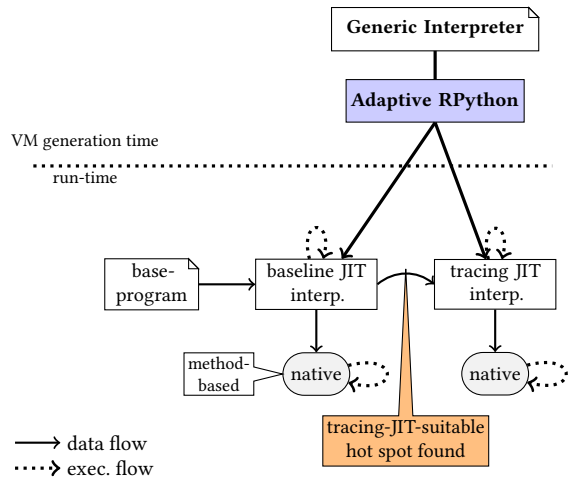 Generic Interpreter
Adaptive RPython
VM generation time
run-time
base-
program
baseline JIT
interp.
tracing JIT
interp.
method-
based
native
native
tracing-JIT-suitable
hot spot found
data flow
exec. flow